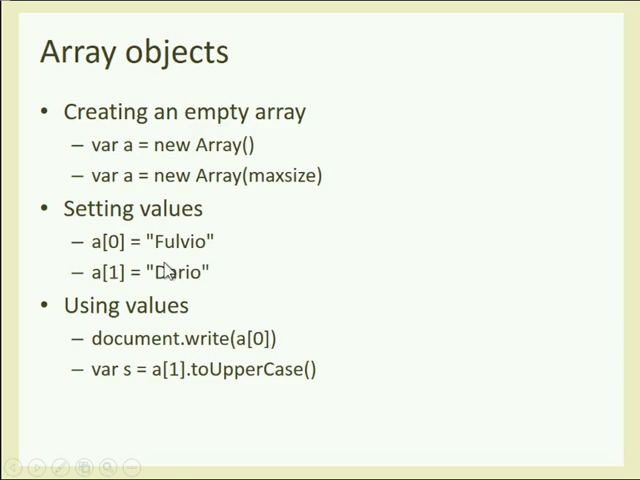 Array objects
• Creating an empty array
– var a = new Array()
– var a = new Array(maxsize)
• Setting values
– a[0] = "Fulvio"
– a[1] = "Dario"
• Using values
– document.write(a[0])
– var s = a[1].toUpperCase()